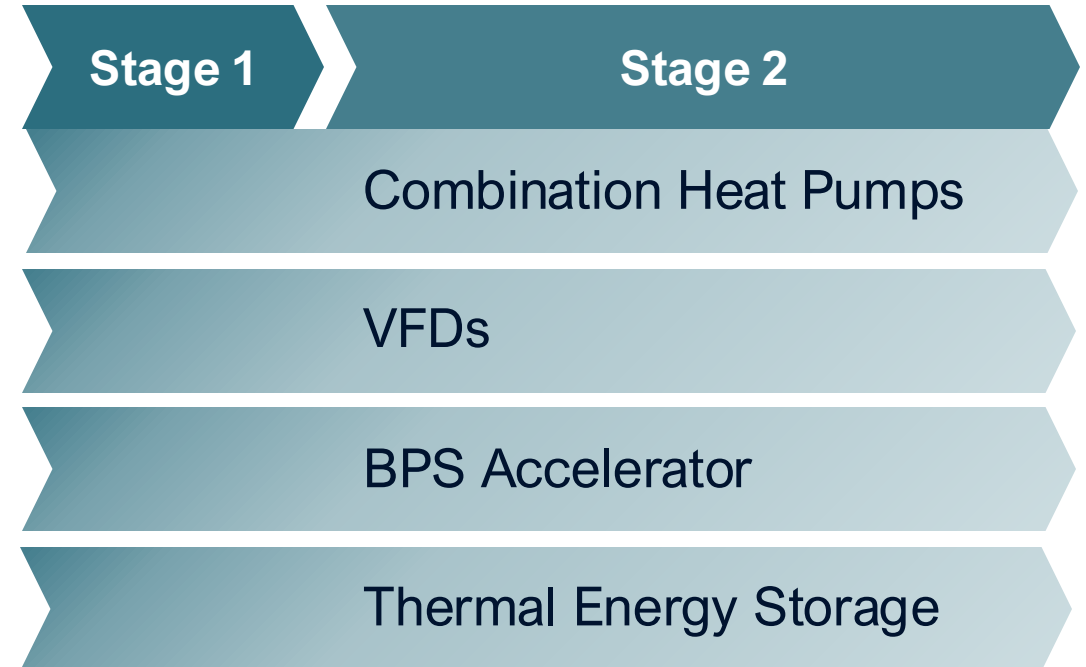 Stage 1
Stage 2
Combination Heat Pumps
VFDs
BPS Accelerator
Thermal Energy Storage